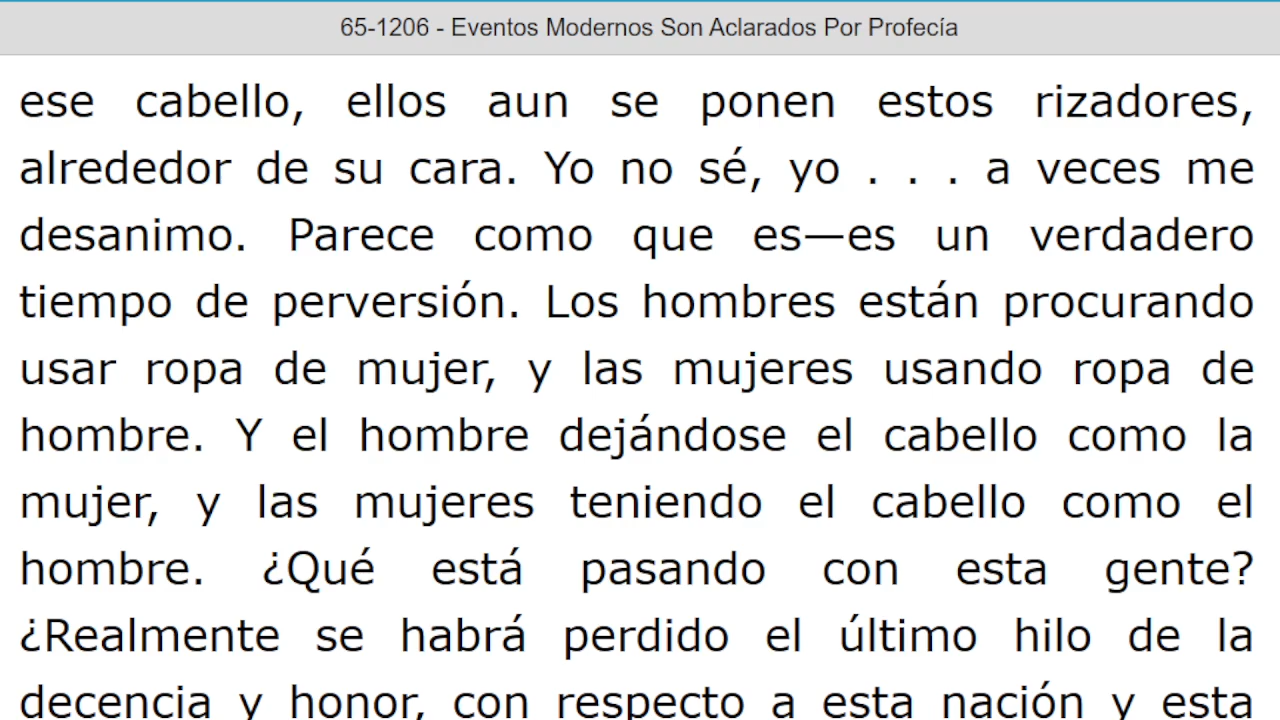 65-1206 - Eventos Modernos Son Aclarados Por Profecía
ese cabello, ellos aun se ponen estos rizadores,
alrededor de su cara. Yo no sé, yo . . . a veces me
desanimo. Parece como que es—es un verdadero
tiempo de perversión. Los hombres están procurando
usar ropa de mujer, y las mujeres usando ropa de
hombre. Y el hombre dejándose el cabello como la
mujer, y las mujeres teniendo el cabello como el
hombre. ¿Qué está pasando con esta gente?
¿Realmente se habrá perdido el último hilo de la
decencia y honor, con respecto a esta nación y esta